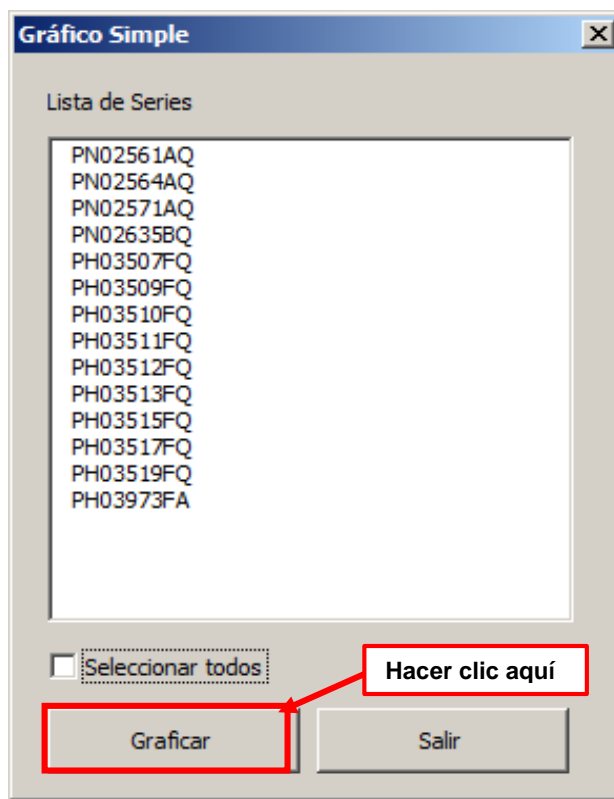 Gráfico Simple
Lista de Series
PN02561AQ
PN02564AQ
PN02571AQ
PN02635BQ
PH03507FQ
PH03509FQ
PH03510FQ
PH03511FQ
PH03512FQ
PH03513FQ
PH03515FQ
PH03517FQ
PH03519FQ
PH03973FA
Seleccionar todos
Hacer clic aquí
Graficar
Salir